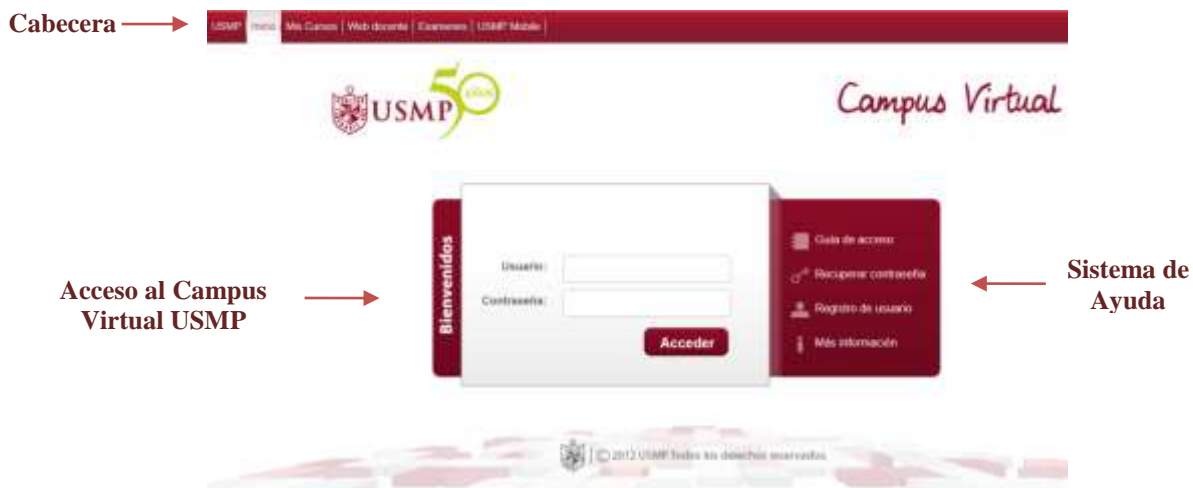 Cabecera
USMP Inicio Mis Cursos | Web docente | Examenes | USMP Mobile |
USMP 50 años
Campus Virtual
Bienvenidos
Usuario:
Contraseña:
Acceder
Guía de acceso
Recuperar contraseña
Registro de usuario
Más información
Acceso al Campus
Virtual USMP
Sistema de
Ayuda
| © 2012 USMP Todos los derechos reservados